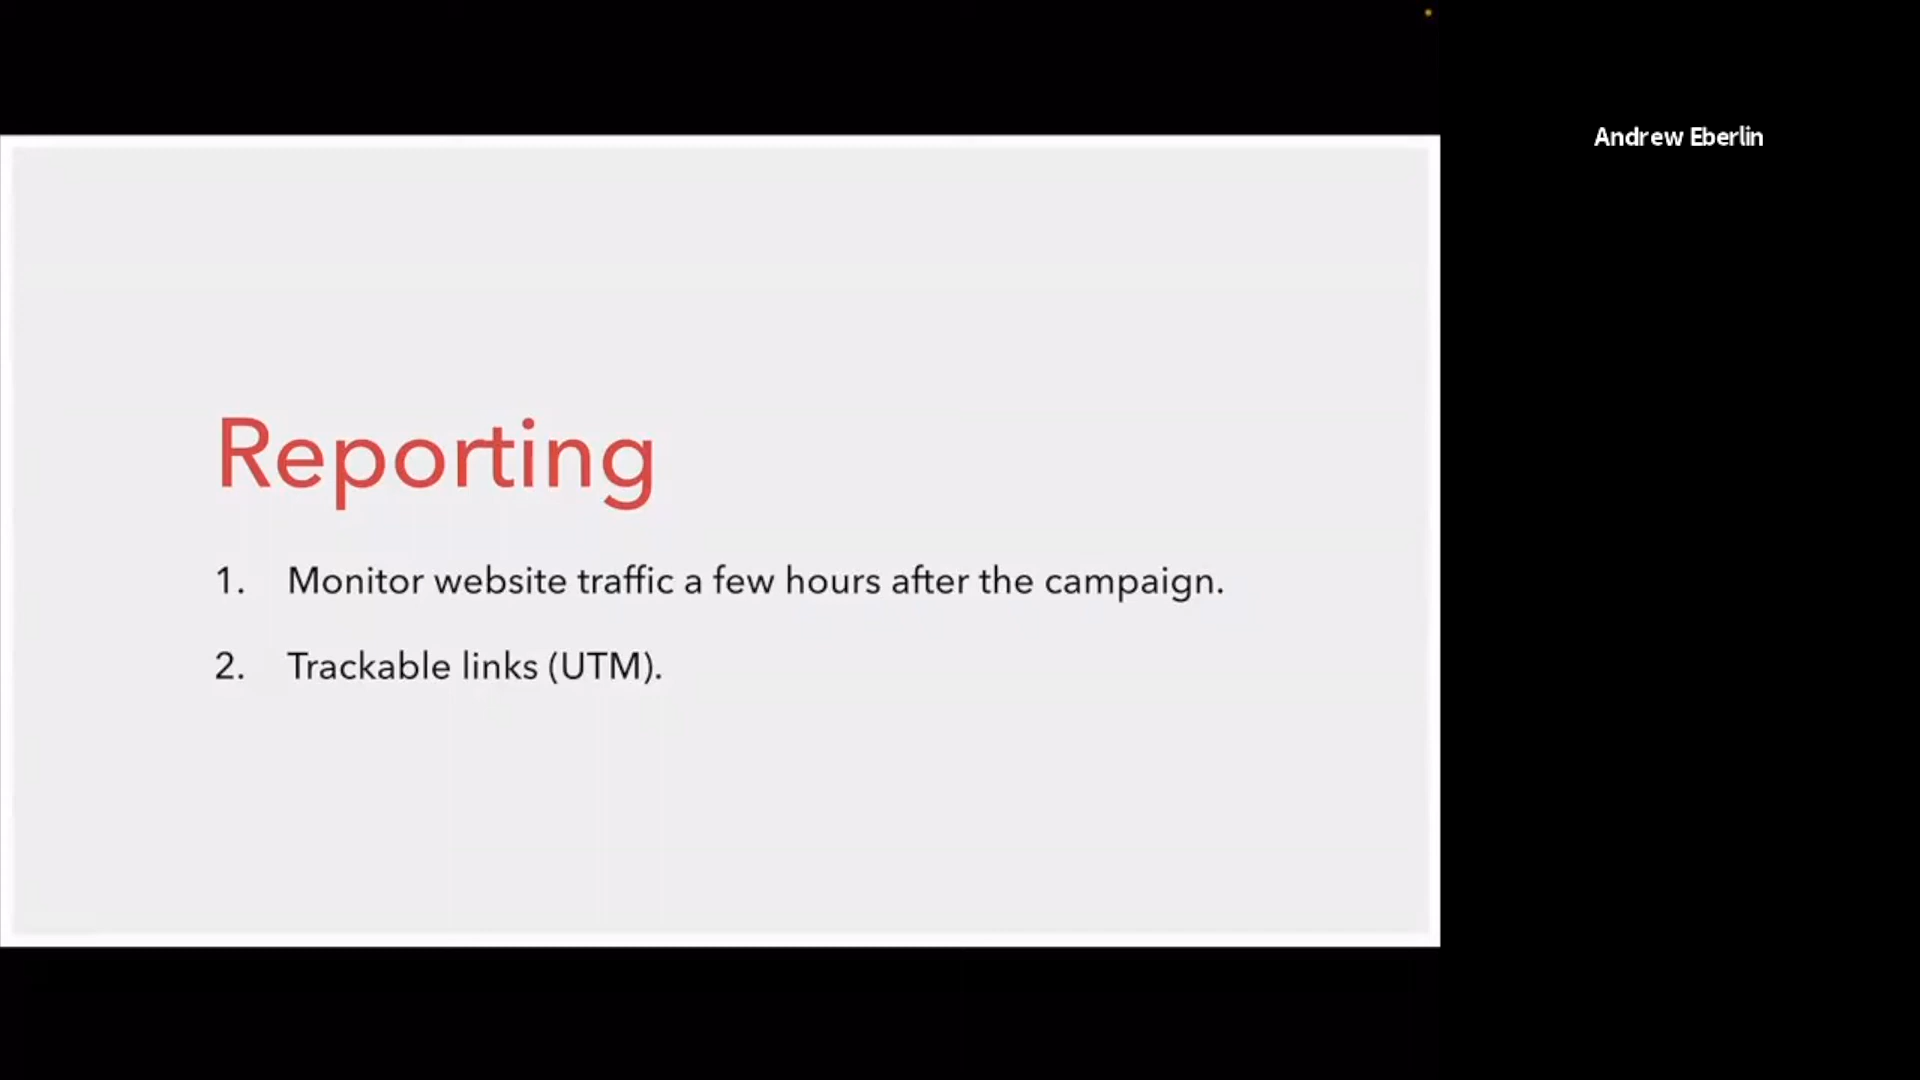 Andrew Eberlin
Reporting
1. Monitor website traffic a few hours after the campaign.
2. Trackable links (UTM).